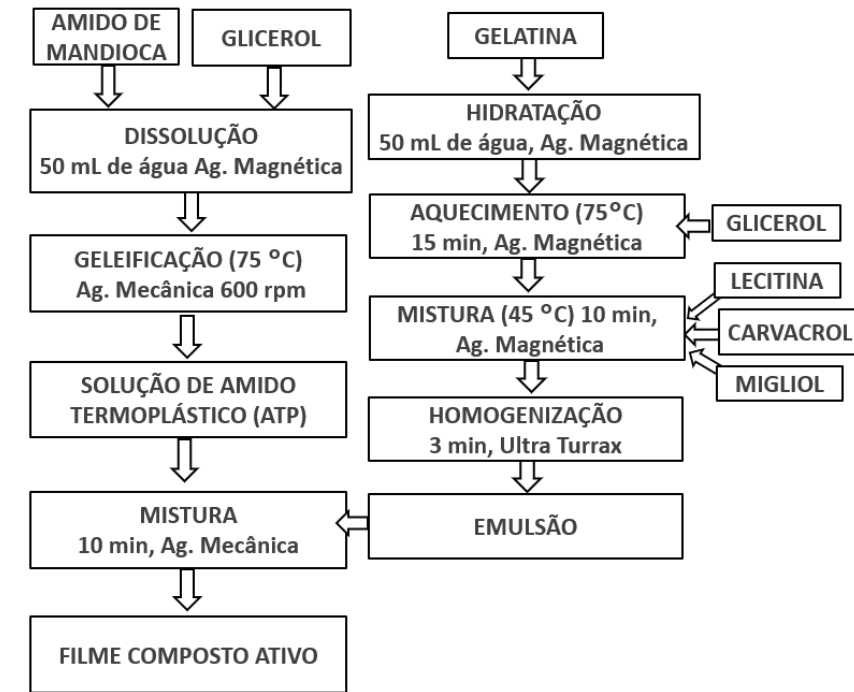 AMIDO DE
MANDIOCA
GLICEROL
DISSOLUÇÃO
50 mL de água Ag. Magnética
GELEIFICAÇÃO (75 °C)
Ag. Mecânica 600 rpm
SOLUÇÃO DE AMIDO
TERMOPLÁSTICO (ATP)
MISTURA
10 min, Ag. Mecânica
FILME COMPOSTO ATIVO
GELATINA
HIDRATAÇÃO
50 mL de água, Ag. Magnética
AQUECIMENTO (75°C)
15 min, Ag. Magnética
GLICEROL
MISTURA (45 °C) 10 min,
Ag. Magnética
LECITINA
CARVACROL
MIGLIOL
HOMOGENIZAÇÃO
3 min, Ultra Turrax
EMULSÃO